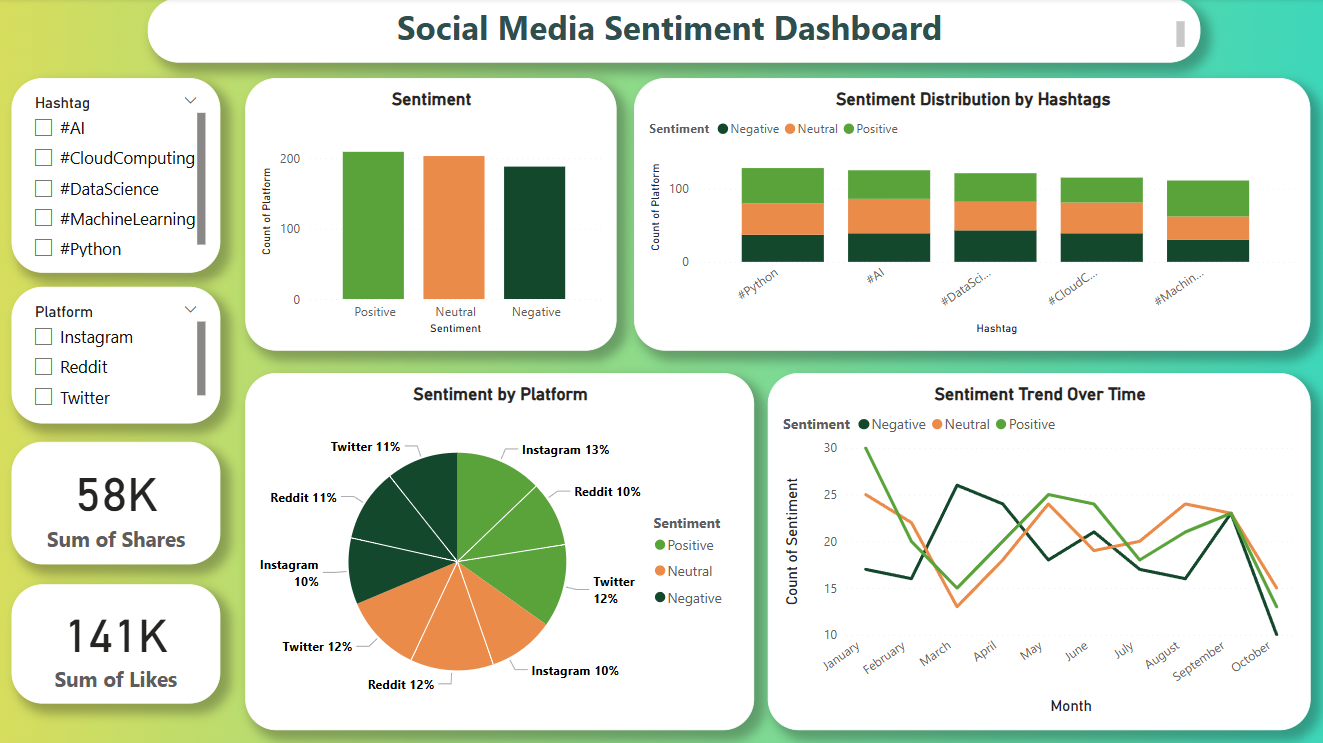 Social Media Sentiment Dashboard
Hashtag
#AI
#CloudComputing
#DataScience
#MachineLearning
#Python
Platform
Instagram
Reddit
Twitter
58K
Sum of Shares
141K
Sum of Likes
Sentiment
Count of Platform
200
100
0
Positive
Neutral
Negative
Sentiment
Sentiment Distribution by Hashtags
Sentiment Negative Neutral Positive
Count of Platform
100
0
#Python
#AI
#DataSci...
#CloudC...
#Machin...
Hashtag
Sentiment by Platform
Twitter 11%
Instagram 13%
Reddit 11%
Reddit 10%
Instagram
10%
Twitter
12%
Twitter 12%
Instagram 10%
Reddit 12%
Sentiment
Positive
Neutral
Negative
Sentiment Trend Over Time
Sentiment Negative Neutral Positive
Count of Sentiment
30
25
20
15
10
January
February
March
April
May
June
July
August
September
October
Month